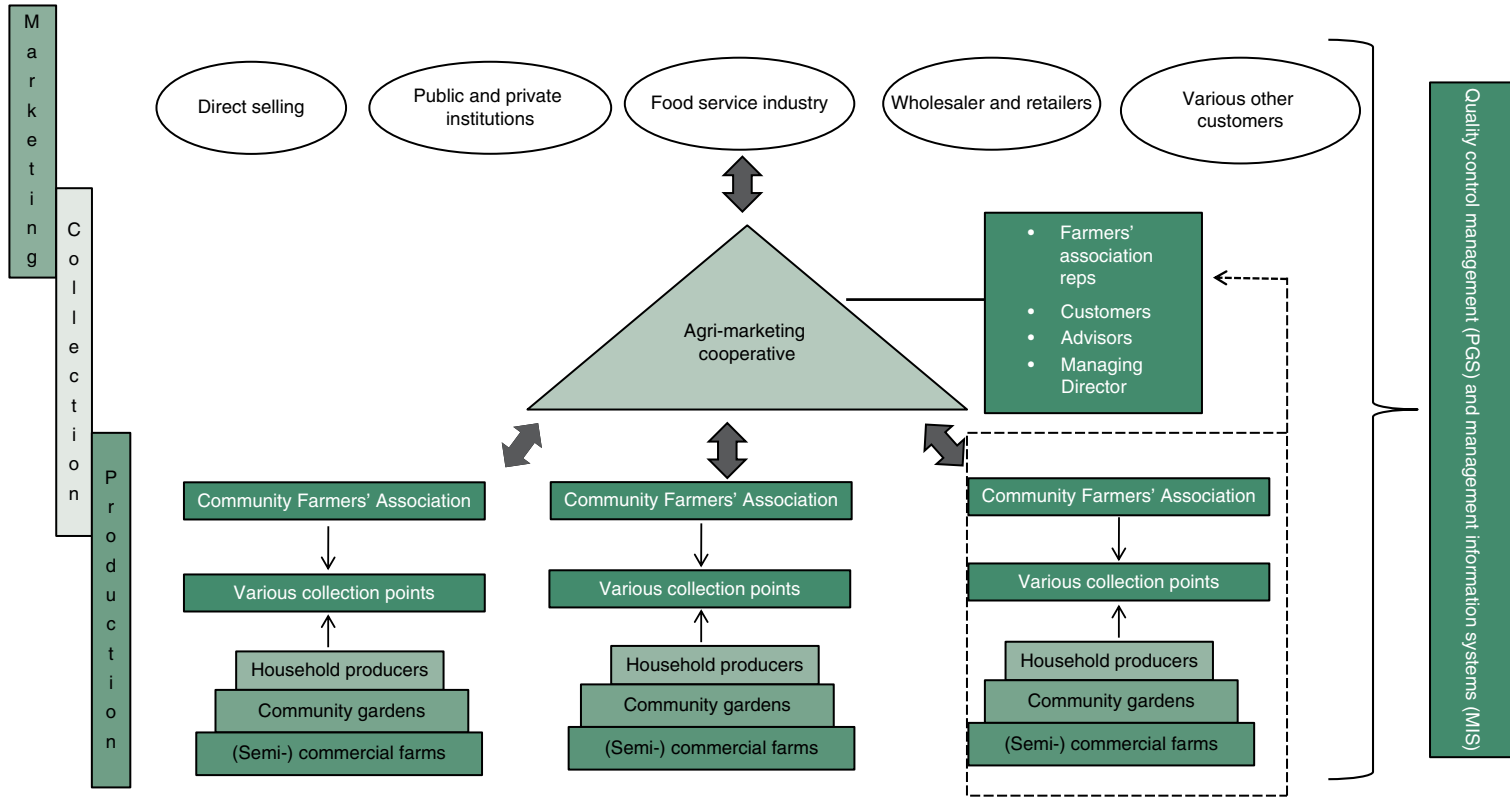 Marketing
Collection
Production
Direct selling
Public and private
institutions
Food service industry
Wholesaler and retailers
Various other
customers
Agri-marketing
cooperative
• Farmers'
association
reps
• Customers
• Advisors
• Managing
Director
Community Farmers' Association
Various collection points
Household producers
Community gardens
(Semi-) commercial farms
Community Farmers' Association
Various collection points
Household producers
Community gardens
(Semi-) commercial farms
Community Farmers' Association
Various collection points
Household producers
Community gardens
(Semi-) commercial farms
Quality control management (PGS) and management information systems (MIS)